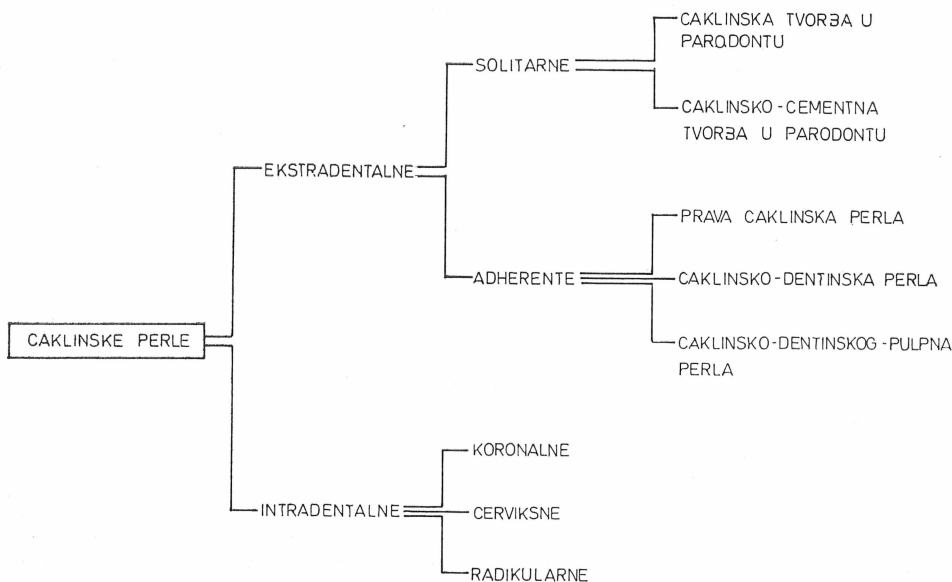 CAKLINSKA TVORBA U
PARODONTU
SOLITARNE
CAKLINSKO-CEMENTNA
TVORBA U PARODONTU
EKSTRADENTALNE
PRAVA CAKLINSKA PERLA
ADHERENTE
CAKLINSKO-DENTINSKA PERLA
CAKLINSKE PERLE
CAKLINSKO-DENTINSKOG-PULPNA
PERLA
KORONALNE
INTRADENTALNE
CERVIKSNE
RADIKULARNE